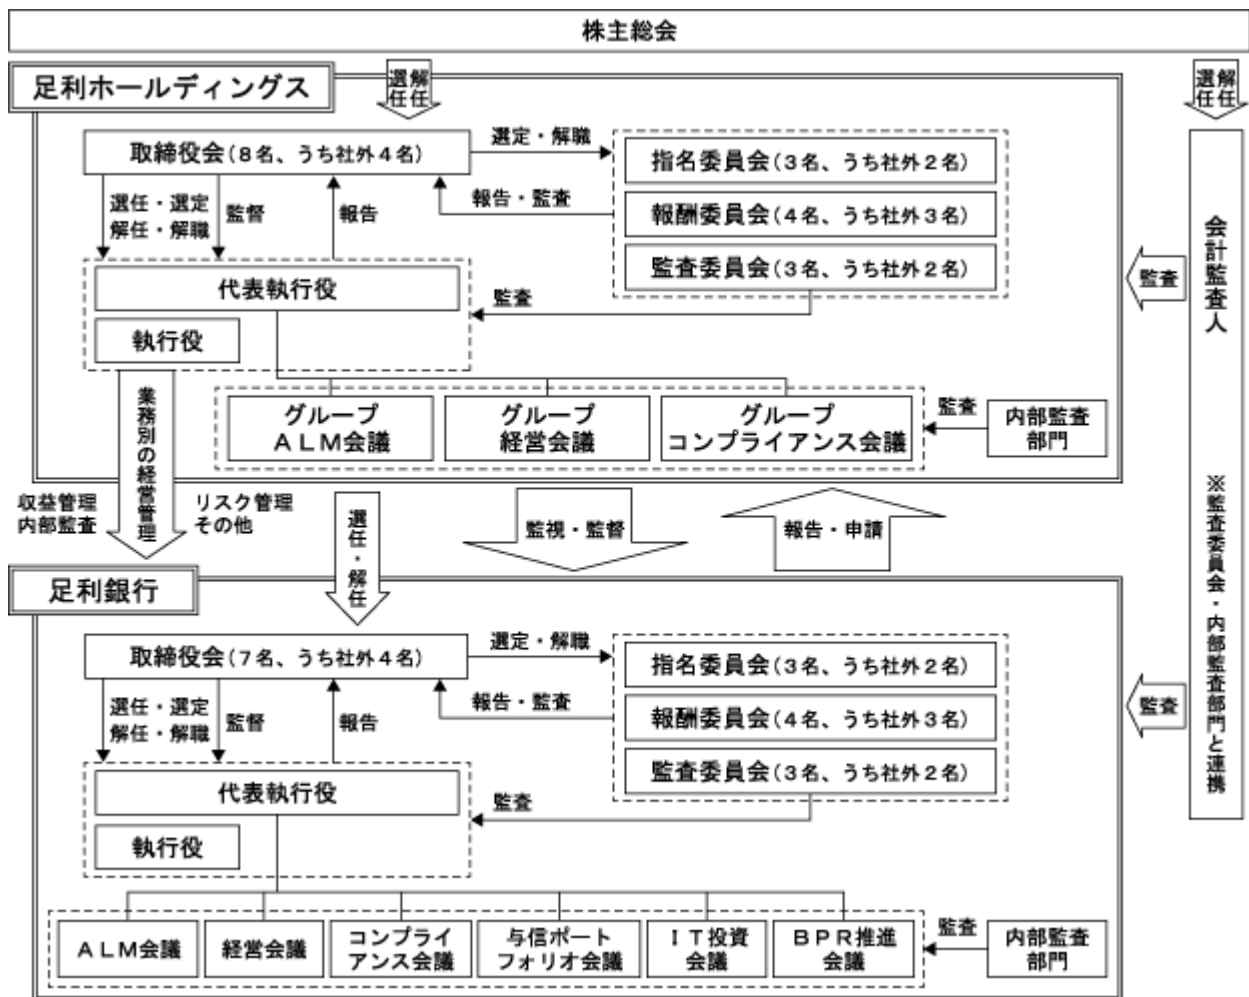 株主総会
足利ホールディングス
選任
解任
選任
解任
取締役会(8名、うち社外4名)
選定・解職
報告・監査
指名委員会(3名、うち社外2名)
報酬委員会(4名、うち社外3名)
監査委員会(3名、うち社外2名)
選任・選定
解任・解職
監督
報告
代表執行役
執行役
監査
会計監査人
監査
グループ
ALM会議
グループ
経営会議
グループ
コンプライアンス会議
監査
内部監査
部門
業務別の経営管理
収益管理
内部監査
リスク管理
その他
選任・解任
監視・監督
報告・申請
※監査委員会・内部監査部門と連携
足利銀行
取締役会(7名、うち社外4名)
選定・解職
報告・監査
指名委員会(3名、うち社外2名)
報酬委員会(4名、うち社外3名)
監査委員会(3名、うち社外2名)
選任・選定
解任・解職
監督
報告
監査
代表執行役
執行役
監査
ALM会議
経営会議
コンプライ
アンス会議
与信ポート
フォリオ会議
IT投資
会議
BPR推進
会議
監査
内部監査
部門